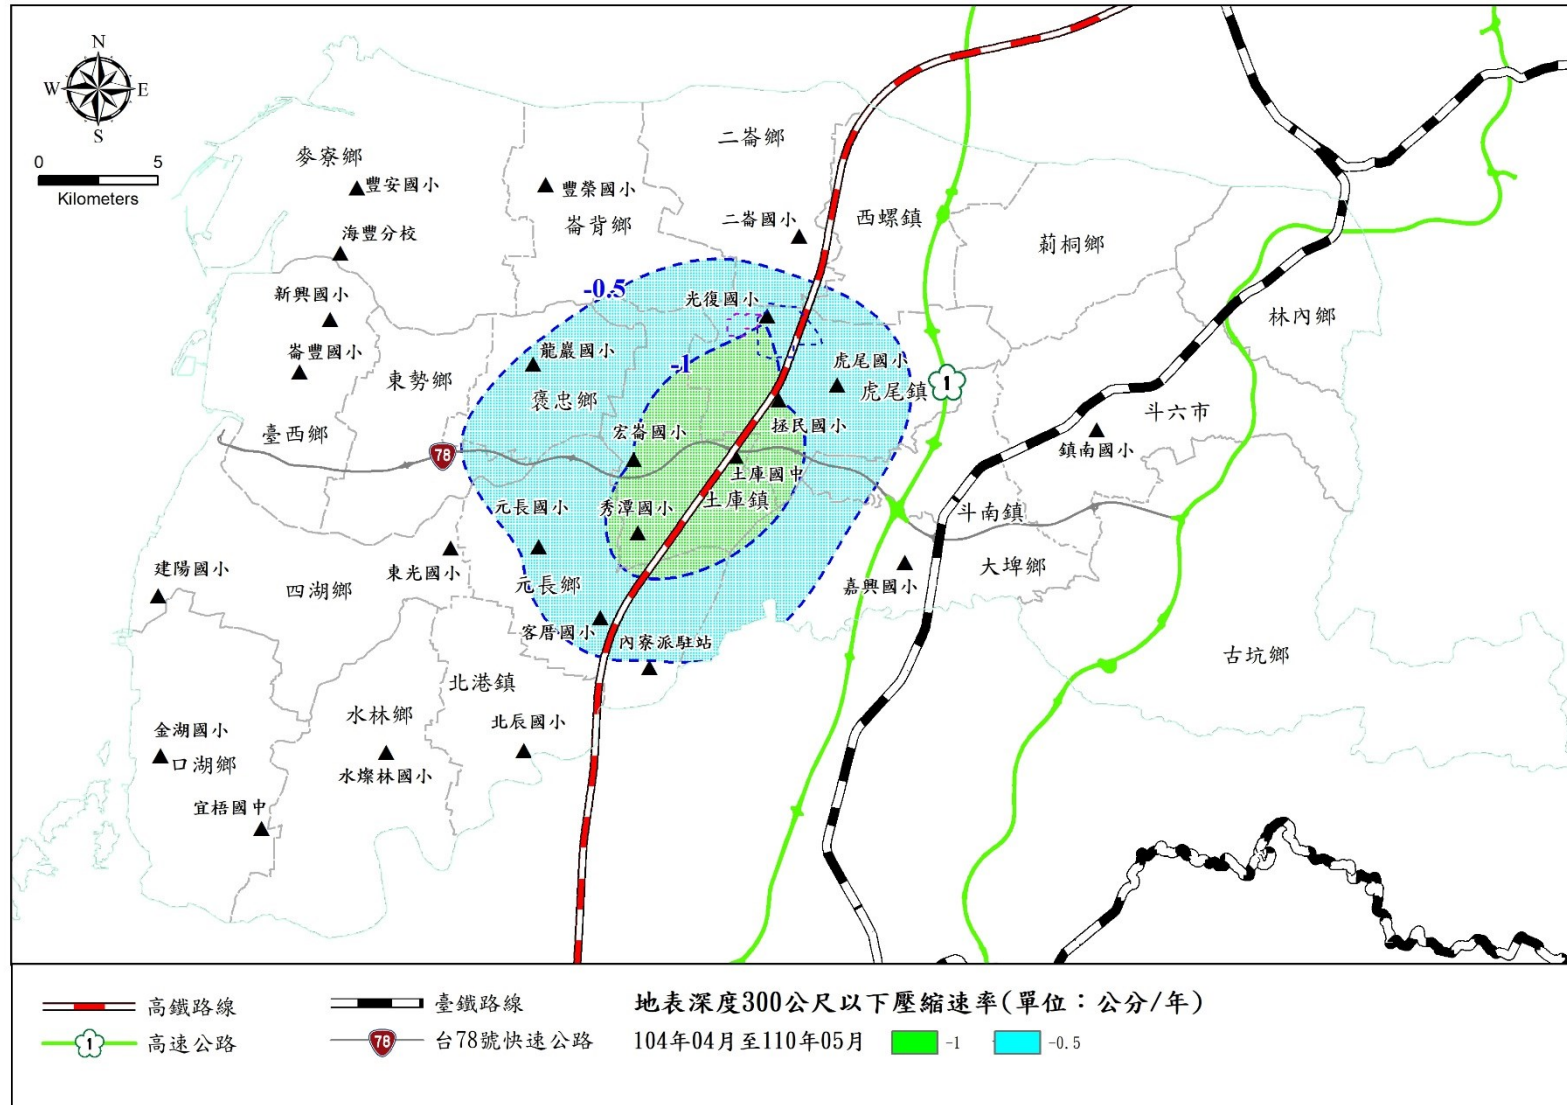 N
W
E
S
0
5
Kilometers
二崙鄉
麥寮鄉
豐安國小
豐榮國小
崙背鄉
二崙國小
西螺鎮
海豐分校
莿桐鄉
新興國小
-0.5
光復國小
林內鄉
崙豐國小
龍巖國小
-1
虎尾國小
東勢鄉
褒忠鄉
虎尾鎮
1
斗六市
臺西鄉
宏崙國小
拯民國小
鎮南國小
78
土庫國中
元長國小
秀潭國小
土庫鎮
斗南鎮
建陽國小
東光國小
四湖鄉
元長鄉
嘉興國小
大埤鄉
客厝國小
內寮派駐站
古坑鄉
北港鎮
水林鄉
北辰國小
金湖國小
口湖鄉
水燦林國小
宜梧國中
高鐵路線
臺鐵路線
地表深度300公尺以下壓縮速率(單位：公分/年)
1
高速公路
78
台78號快速公路
104年04月至110年05月
-1
-0.5